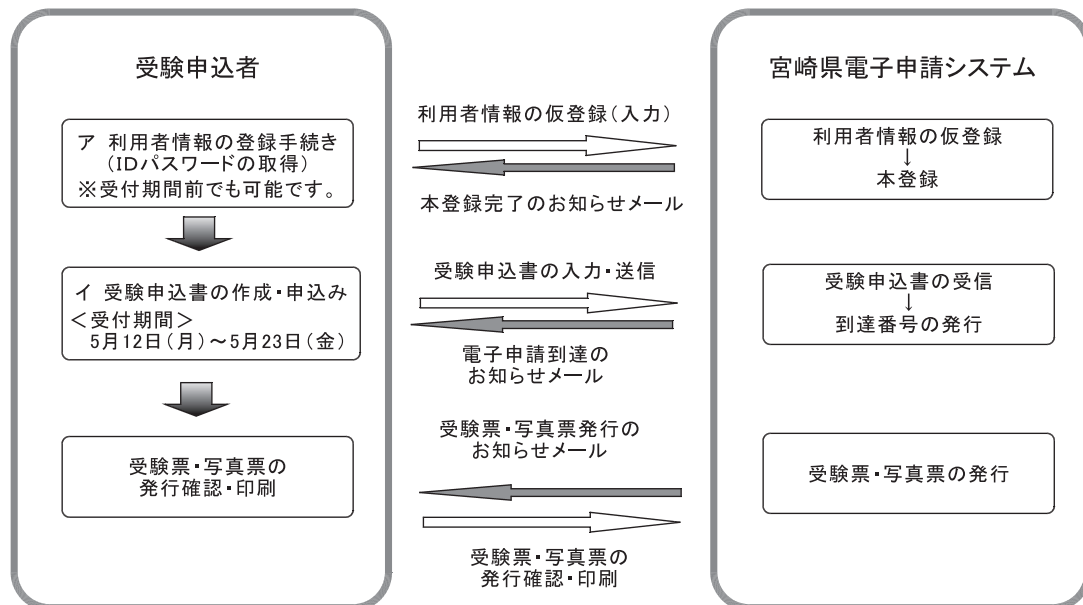 受験申込者
ア 利用者情報の登録手続き
(IDパスワードの取得)
※受付期間前でも可能です。
イ 受験申込書の作成・申込み
＜受付期間＞
5月12日(月)～5月23日(金)
受験票・写真票の
発行確認・印刷
利用者情報の仮登録(入力)
本登録完了のお知らせメール
受験申込書の入力・送信
電子申請到達の
お知らせメール
受験票・写真票発行の
お知らせメール
受験票・写真票の
発行確認・印刷
宮崎県電子申請システム
利用者情報の仮登録
↓
本登録
受験申込書の受信
↓
到達番号の発行
受験票・写真票の発行